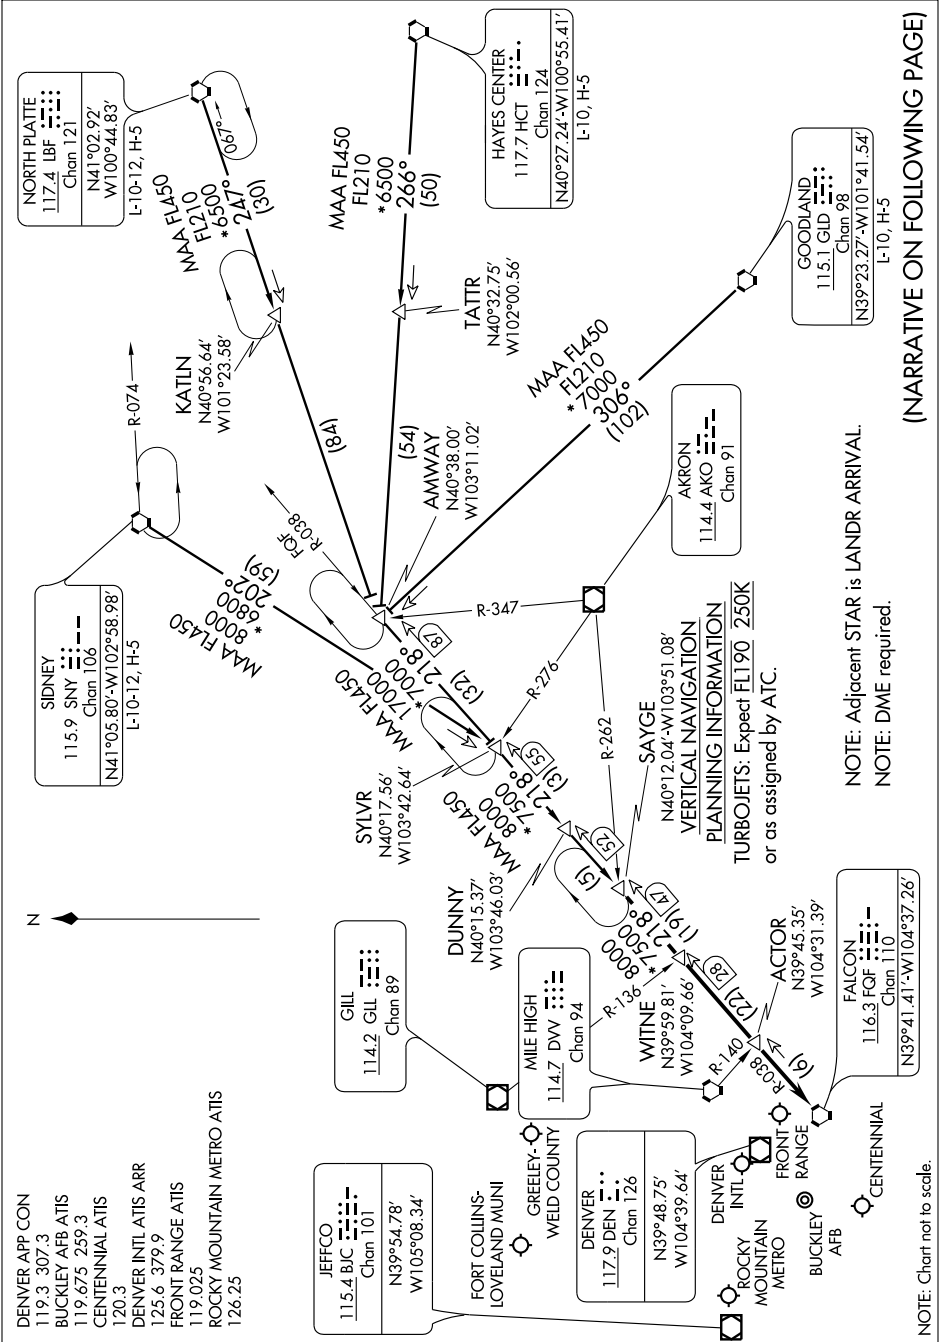 DENVER APP CON
119.3 307.3
BUCKLEY AFB ATIS
119.675 259.3
CENTENNIAL ATIS
120.3
DENVER INTL ATIS ARR
125.6 379.9
FRONT RANGE ATIS
119.025
ROCKY MOUNTAIN METRO ATIS
126.25
N
SIDNEY
115.9 SNY
Chan 106
N41°05.80′-W102°58.98′
L-10-12, H-5
NORTH PLATTE
117.4 LBF
Chan 121
N41°02.92′
W100°44.83′
L-10-12, H-5
R-074
067°
MAA FL450
FL210
*6500
247°
(30)
KATLN
N40°56.64′
W101°23.58′
(84)
MAA FL450
8000
*6800
202°
(59)
FQF
R-038
MAA FL450
FL210
*6500
266°
(50)
HAYES CENTER
117.7 HCT
Chan 124
N40°27.24′-W100°55.41′
L-10, H-5
TATTR
N40°32.75′
W102°00.56′
(54)
AMWAY
N40°38.00′
W103°11.02′
MAA FL450
FL210
*7000
306°
(102)
GOODLAND
115.1 GLD
Chan 98
N39°23.27′-W101°41.54′
L-10, H-5
GILL
114.2 GLL
Chan 89
SYLVR
N40°17.56′
W103°42.64′
MAA FL450
17000
*7000
218°
(32)
87
R-347
AKRON
114.4 AKO
Chan 91
R-276
R-262
DUNNY
N40°15.37′
W103°46.03′
MAA FL450
8000
*7500
218°
(3)
55
(5)
52
SAYGE
N40°12.04′-W103°51.08′
VERTICAL NAVIGATION
PLANNING INFORMATION
TURBOJETS: Expect FL190 250K
or as assigned by ATC.
8000
*7500
218°
(19)
47
MILE HIGH
114.7 DVV
Chan 94
R-136
WITNE
N39°59.81′
W104°09.66′
28
(22)
R-140
ACTOR
N39°45.35′
W104°31.39′
R-038
(6)
FALCON
116.3 FQF
Chan 110
N39°41.41′-W104°37.26′
JEFFCO
115.4 BJC
Chan 101
N39°54.78′
W105°08.34′
FORT COLLINS-
LOVELAND MUNI
GREELEY-
WELD COUNTY
DENVER
117.9 DEN
Chan 126
N39°48.75′
W104°39.64′
DENVER
INTL
FRONT
RANGE
ROCKY
MOUNTAIN
METRO
BUCKLEY
AFB
CENTENNIAL
NOTE: Adjacent STAR is LANDR ARRIVAL.
NOTE: DME required.
(NARRATIVE ON FOLLOWING PAGE)
NOTE: Chart not to scale.